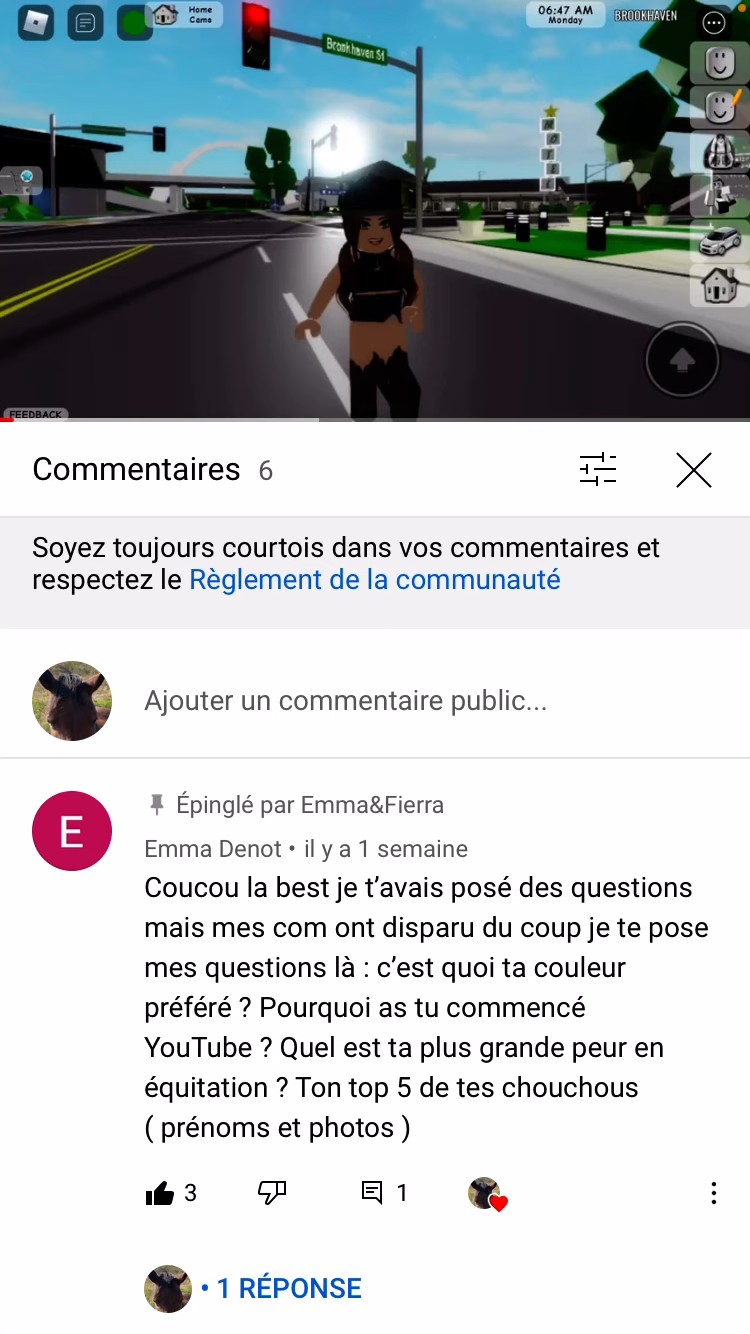 Home
Cams
06:47 AM
Monday
BROOKHAVEN
Brookhaven St
MOTEL
FEEDBACK
Commentaires 6
Soyez toujours courtois dans vos commentaires et
respectez le Règlement de la communauté
Ajouter un commentaire public...
E
Épinglé par Emma&Fierra
Emma Denot • il y a 1 semaine
Coucou la best je t’avais posé des questions
mais mes com ont disparu du coup je te pose
mes questions là : c’est quoi ta couleur
préféré ? Pourquoi as tu commencé
YouTube ? Quel est ta plus grande peur en
équitation ? Ton top 5 de tes chouchous
( prénoms et photos )
3
1
• 1 RÉPONSE